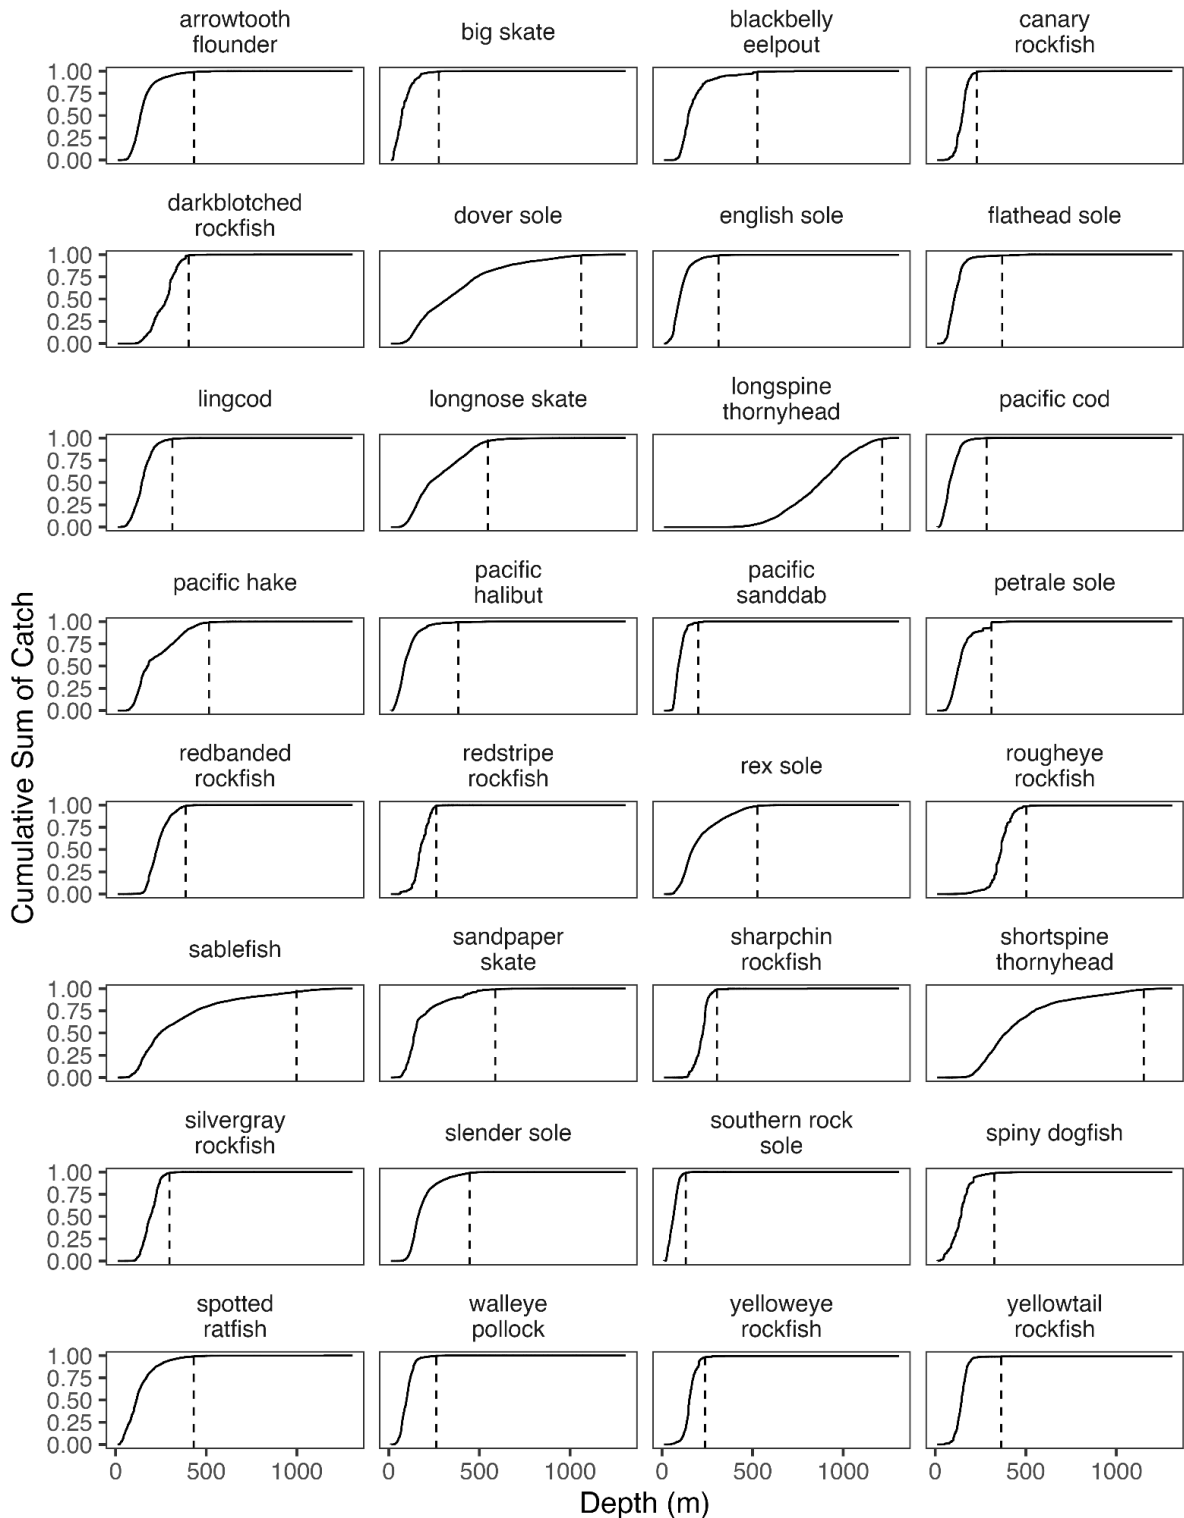 arrowtooth
flounder
big skate
blackbelly
eelpout
canary
rockfish
1.00
0.75
0.50
0.25
0.00
darkblotched
rockfish
dover sole
english sole
flathead sole
1.00
0.75
0.50
0.25
0.00
lingcod
longnose skate
longspine
thornyhead
pacific cod
1.00
0.75
0.50
0.25
0.00
pacific hake
pacific
halibut
pacific
sanddab
petrale sole
1.00
0.75
0.50
0.25
0.00
Cumulative Sum of Catch
redbanded
rockfish
redstripe
rockfish
rex sole
rougheye
rockfish
1.00
0.75
0.50
0.25
0.00
sablefish
sandpaper
skate
sharpchin
rockfish
shortspine
thornyhead
1.00
0.75
0.50
0.25
0.00
silvergray
rockfish
slender sole
southern rock
sole
spiny dogfish
1.00
0.75
0.50
0.25
0.00
spotted
ratfish
walleye
pollock
yelloweye
rockfish
yellowtail
rockfish
1.00
0.75
0.50
0.25
0.00
0 500 1000 0 500 1000 0 500 1000 0 500 1000
Depth (m)